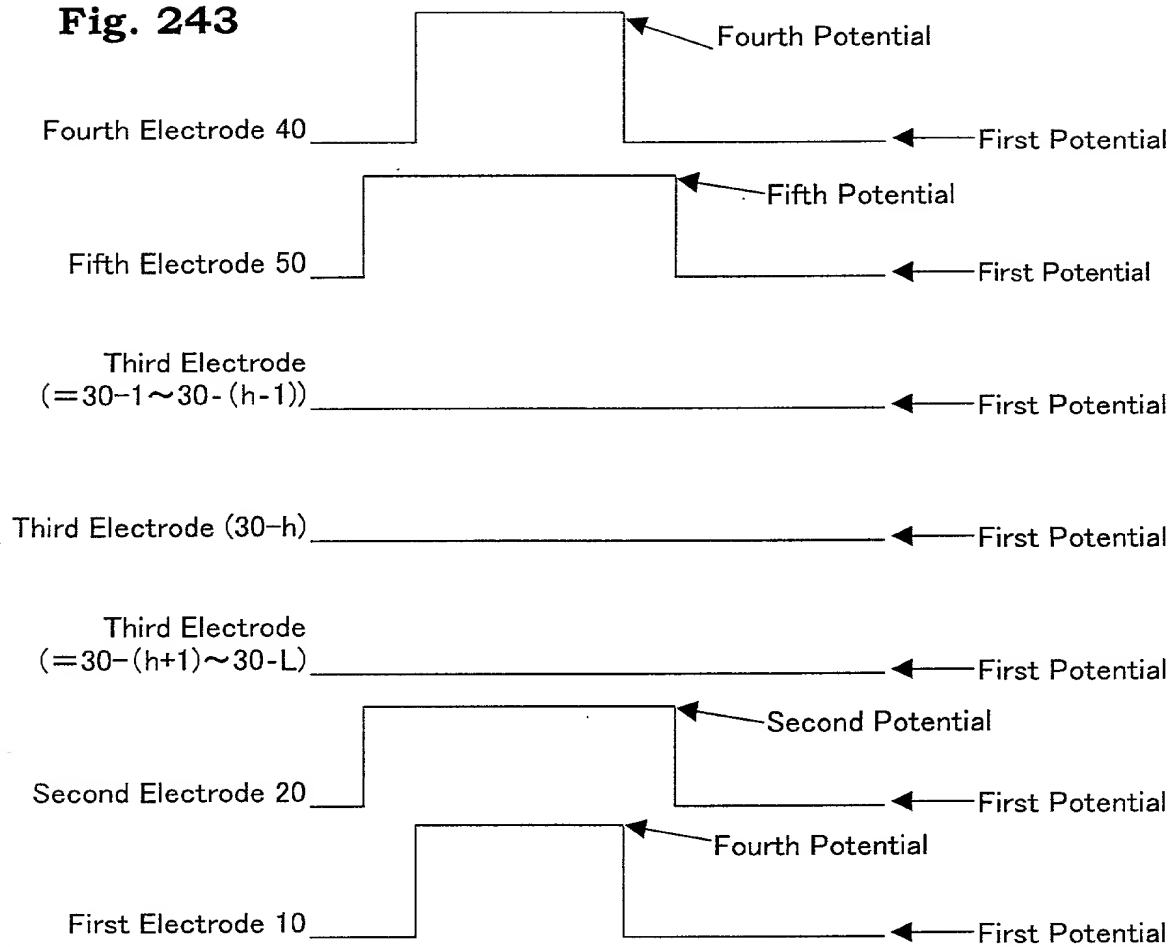 Fig. 243
Fourth Potential
Fourth Electrode 40
First Potential
Fifth Potential
Fifth Electrode 50
First Potential
Third Electrode
(=30-1~30-(h-1))
First Potential
Third Electrode (30-h)
First Potential
Third Electrode
(=30-(h+1)~30-L)
First Potential
Second Potential
Second Electrode 20
First Potential
Fourth Potential
First Electrode 10
First Potential